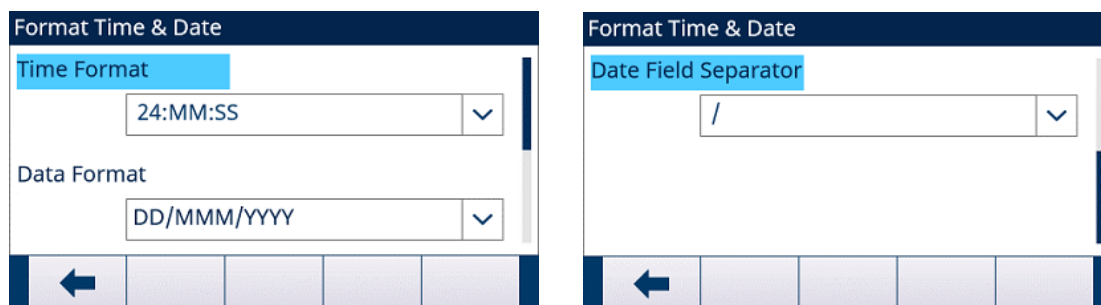 Format Time & Date
Time Format
24:MM:SS
Data Format
DD/MMM/YYYY
Format Time & Date
Date Field Separator
/